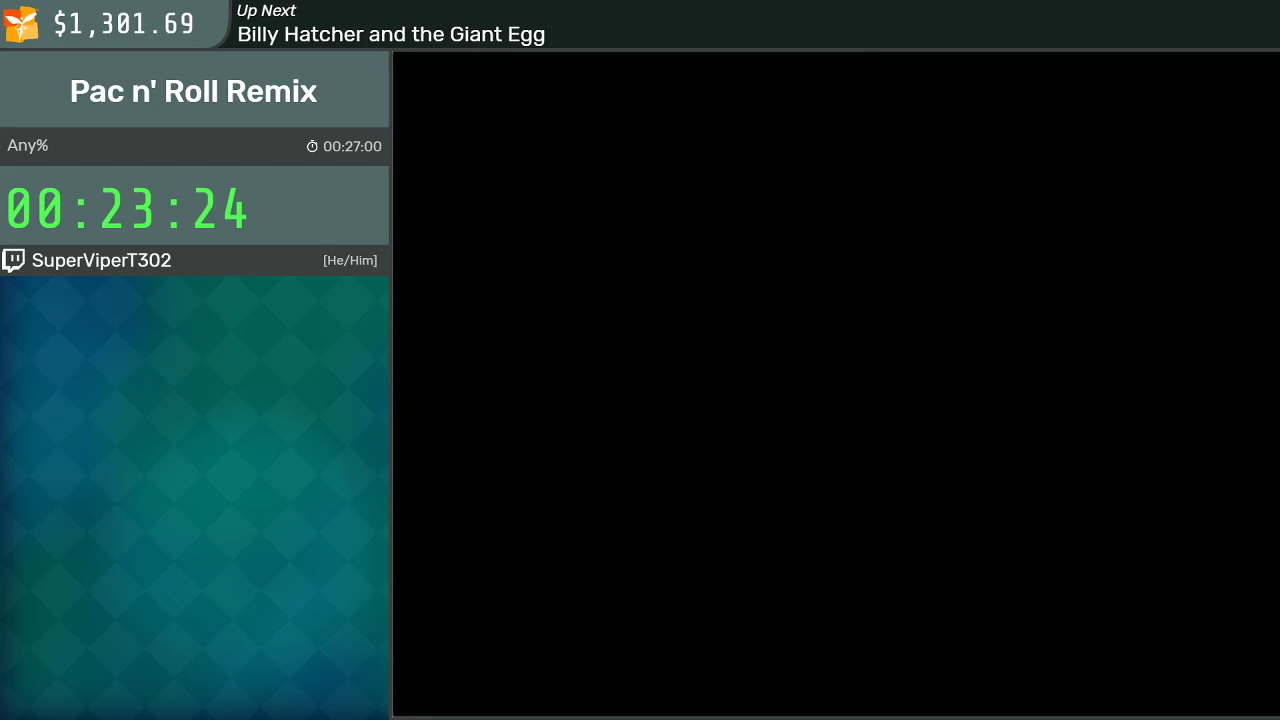 $1,301.69
Up Next
Billy Hatcher and the Giant Egg
Pac n' Roll Remix
Any%
00:27:00
00:23:24
SuperViperT302
[He/Him]